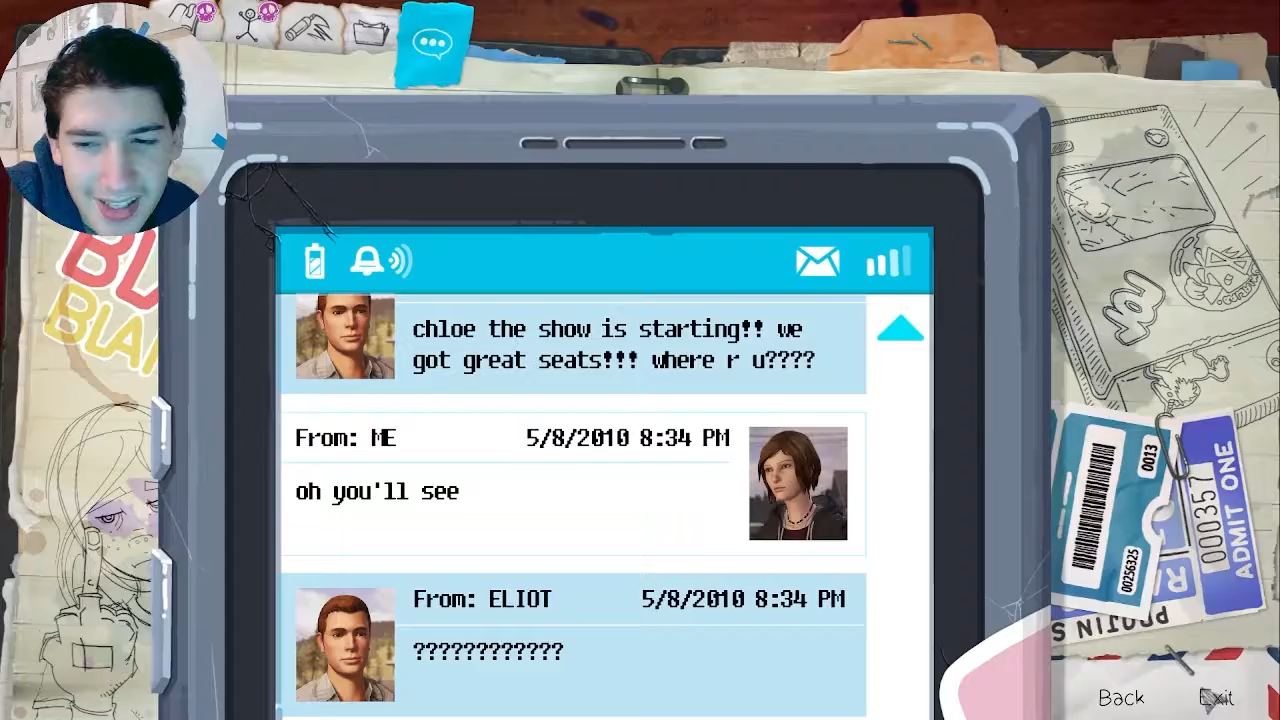 chloe the show is starting!! we
got great seats!!! where r u????
From: ME 5/8/2010 8:34 PM
oh you'll see
From: ELIOT 5/8/2010 8:34 PM
????????????
0013
00256325
000357
ADMIT ONE
Back Exit